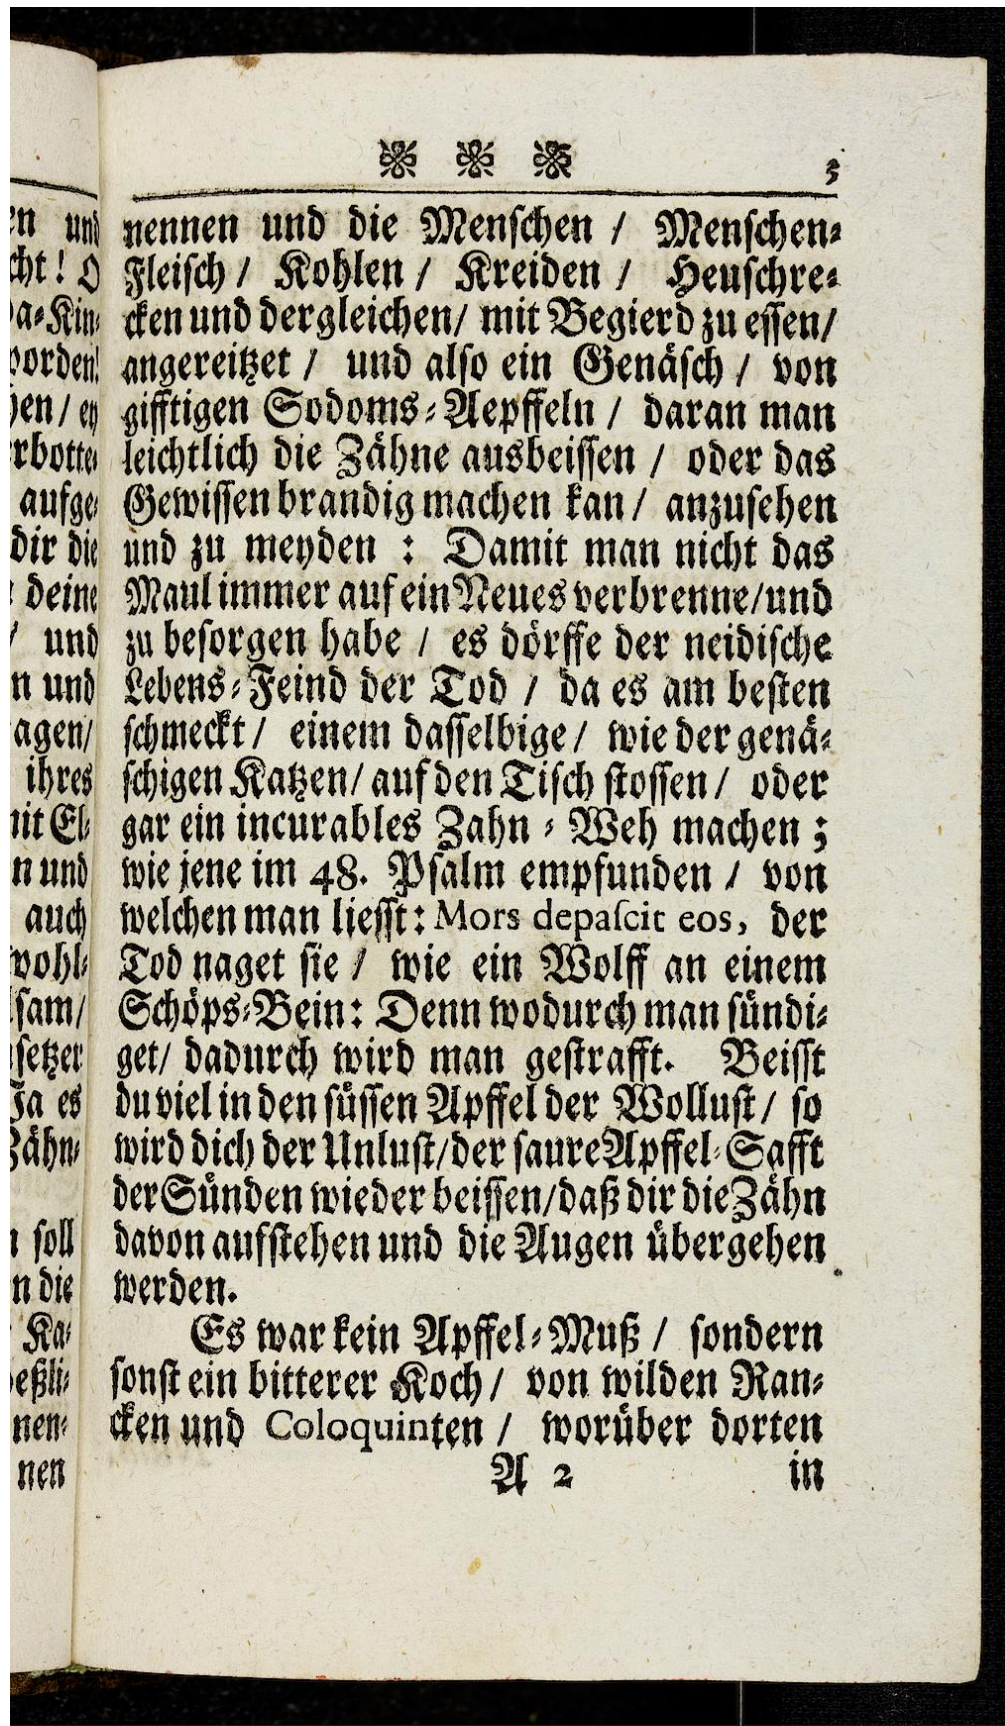 3
nennen und die Menschen / Menschen-
Fleisch / Kohlen / Kreiden / Heuschre-
cken und dergleichen / mit Begierd zu essen /
angereitzet / und also ein Genäsch / von
gifftigen Sodoms-Aepffeln / daran man
leichtlich die Zähne ausbeissen / oder das
Gewissen brandig machen kan / anzusehen
und zu meyden : Damit man nicht das
Maul immer auf ein Neues verbrenne / und
zu besorgen habe / es dörffe der neidische
Lebens-Feind der Tod / da es am besten
schmeckt / einem dasselbige / wie der genä-
schigen Katzen / auf den Tisch stossen / oder
gar ein incurables Zahn-Weh machen ;
wie jene im 48. Psalm empfunden / von
welchen man liesst : Mors depascit eos, der
Tod naget sie / wie ein Wolff an einem
Schöps-Bein : Denn wodurch man sündi-
get / dadurch wird man gestrafft. Beisst
du viel in den süssen Apffel der Wollust / so
wird dich der Unlust / der saure Apffel-Safft
der Sünden wieder beissen / daß dir die Zähn
davon aufstehen und die Augen übergehen
werden.
Es war kein Apffel-Muß / sondern
sonst ein bitterer Koch / von wilden Ran-
cken und Coloquinten / worüber dorten
A 2 in